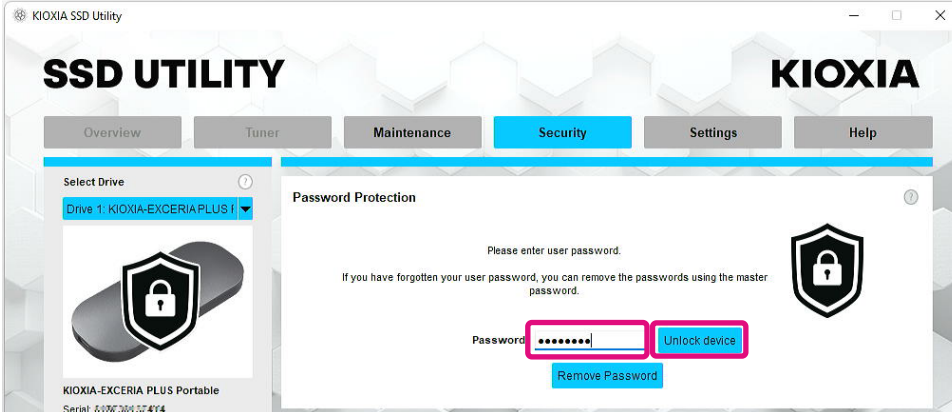 KIOXIA SSD Utility
SSD UTILITY
KIOXIA
Overview
Tuner
Maintenance
Security
Settings
Help
Select Drive
?
Drive 1: KIOXIA-EXCERIA PLUS F
KIOXIA-EXCERIA PLUS Portable
Serial:
Password Protection
?
Please enter user password.
If you have forgotten your user password, you can remove the passwords using the master
password.
Password
●●●●●●●●
Unlock device
Remove Password